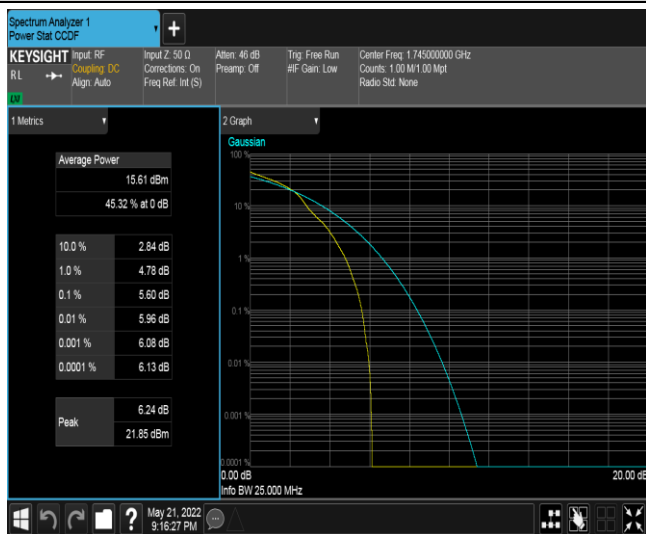 Spectrum Analyzer 1
Power Stat CCDF
+
KEYSIGHT
RL
Input: RF
Coupling: DC
Align: Auto
Input Z: 50 Ω
Corrections: On
Freq Ref: Int (S)
Atten: 46 dB
Preamp: Off
Trig: Free Run
#IF Gain: Low
Center Freq: 1.745000000 GHz
Counts: 1.00 M/1.00 Mpt
Radio Std: None
1 Metrics
Average Power
15.61 dBm
45.32 % at 0 dB
10.0 % 2.84 dB
1.0 % 4.78 dB
0.1 % 5.60 dB
0.01 % 5.96 dB
0.001 % 6.08 dB
0.0001 % 6.13 dB
Peak
6.24 dB
21.85 dBm
2 Graph
Gaussian
100 %
10 %
1 %
0.1 %
0.01 %
0.001 %
0.0001 %
0.00 dB
20.00 dB
Info BW 25.000 MHz
?
May 21, 2022
9:16:27 PM